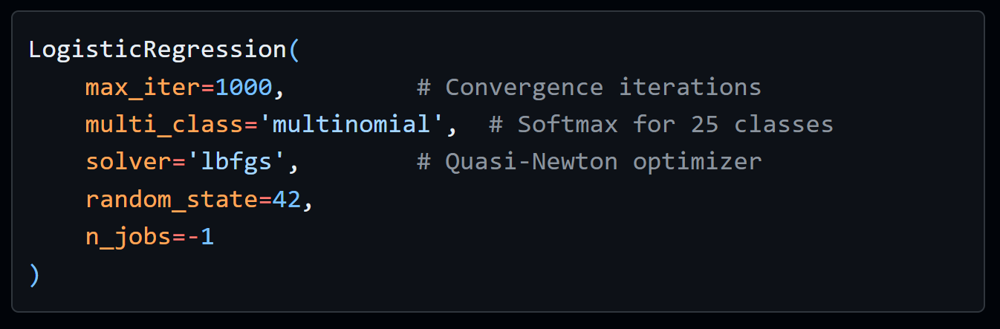 LogisticRegression(
    max_iter=1000,         # Convergence iterations
    multi_class='multinomial',  # Softmax for 25 classes
    solver='lbfgs',        # Quasi-Newton optimizer
    random_state=42,
    n_jobs=-1
)